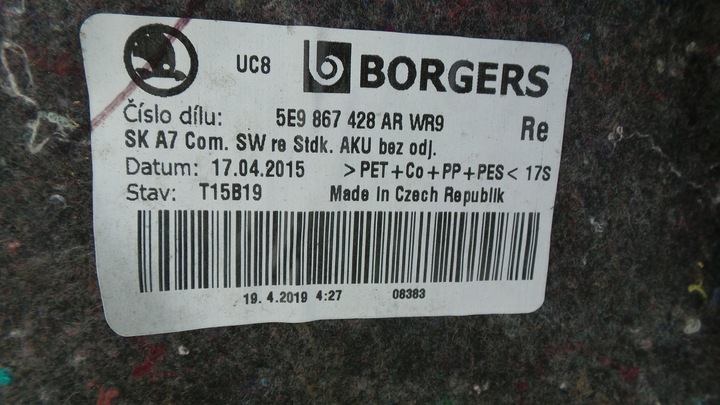 UC8 BORGERS
Číslo dílu: 5E9 867 428 AR WR9 Re
SK A7 Com. SW re Stdk. AKU bez odj.
Datum: 17.04.2015 >PET+Co+PP+PES< 17S
Stav: T15B19 Made in Czech Republik
19. 4.2019 4:27 08383